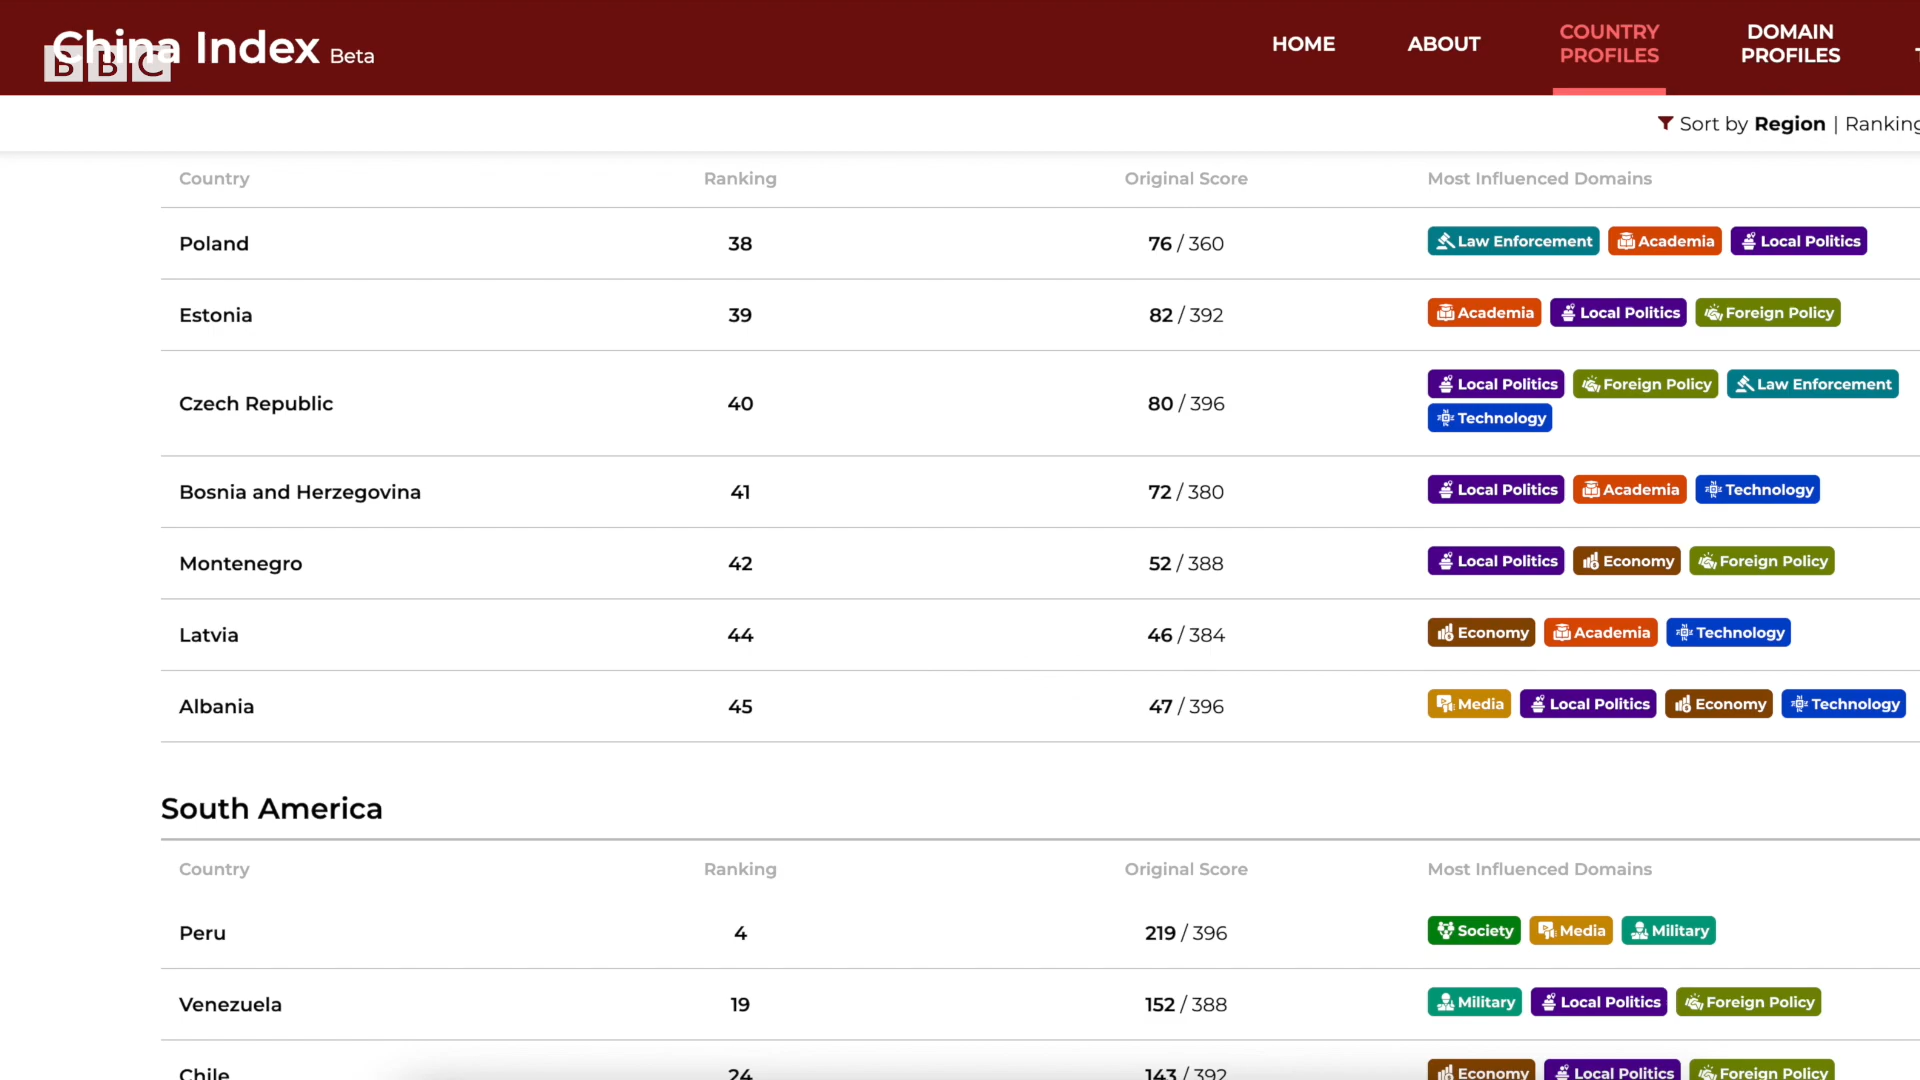 China Index Beta
BBC
HOME ABOUT COUNTRY PROFILES DOMAIN PROFILES
Sort by Region | Ranking
Country Ranking Original Score Most Influenced Domains
Poland 38 76 / 360 Law Enforcement Academia Local Politics
Estonia 39 82 / 392 Academia Local Politics Foreign Policy
Czech Republic 40 80 / 396 Local Politics Foreign Policy Law Enforcement
Technology
Bosnia and Herzegovina 41 72 / 380 Local Politics Academia Technology
Montenegro 42 52 / 388 Local Politics Economy Foreign Policy
Latvia 44 46 / 384 Economy Academia Technology
Albania 45 47 / 396 Media Local Politics Economy Technology
South America
Country Ranking Original Score Most Influenced Domains
Peru 4 219 / 396 Society Media Military
Venezuela 19 152 / 388 Military Local Politics Foreign Policy
Chile 24 143 / 392 Economy Local Politics Foreign Policy